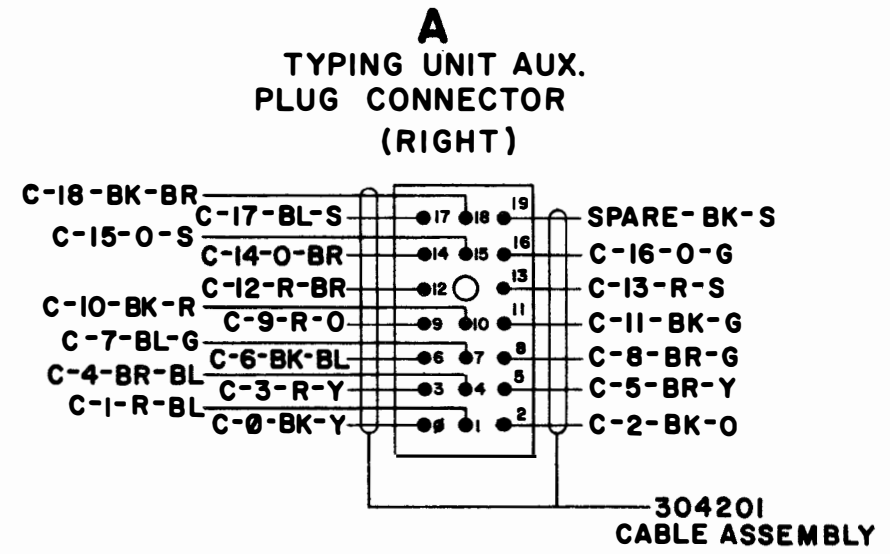 A
TYPING UNIT AUX.
PLUG CONNECTOR
(RIGHT)
C-18-BK-BR
C-17-BL-S
17
18
19
SPARE-BK-S
C-15-O-S
C-14-O-BR
14
15
16
C-16-O-G
C-12-R-BR
12
13
C-13-R-S
C-10-BK-R
C-9-R-O
9
10
11
C-11-BK-G
C-7-BL-G
C-6-BK-BL
6
7
8
C-8-BR-G
C-4-BR-BL
C-3-R-Y
3
4
5
C-5-BR-Y
C-1-R-BL
C-Ø-BK-Y
Ø
1
2
C-2-BK-O
304201
CABLE ASSEMBLY